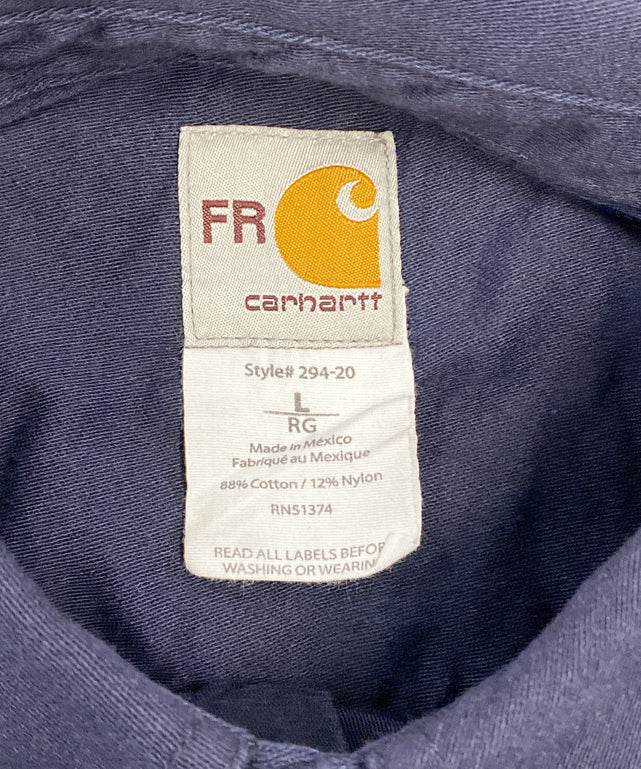 FR
carhartt
Style# 294-20
L
RG
Made in México
Fabriqué au Mexique
88% Cotton / 12% Nylon
RN51374
READ ALL LABELS BEFOR
WASHING OR WEARIN